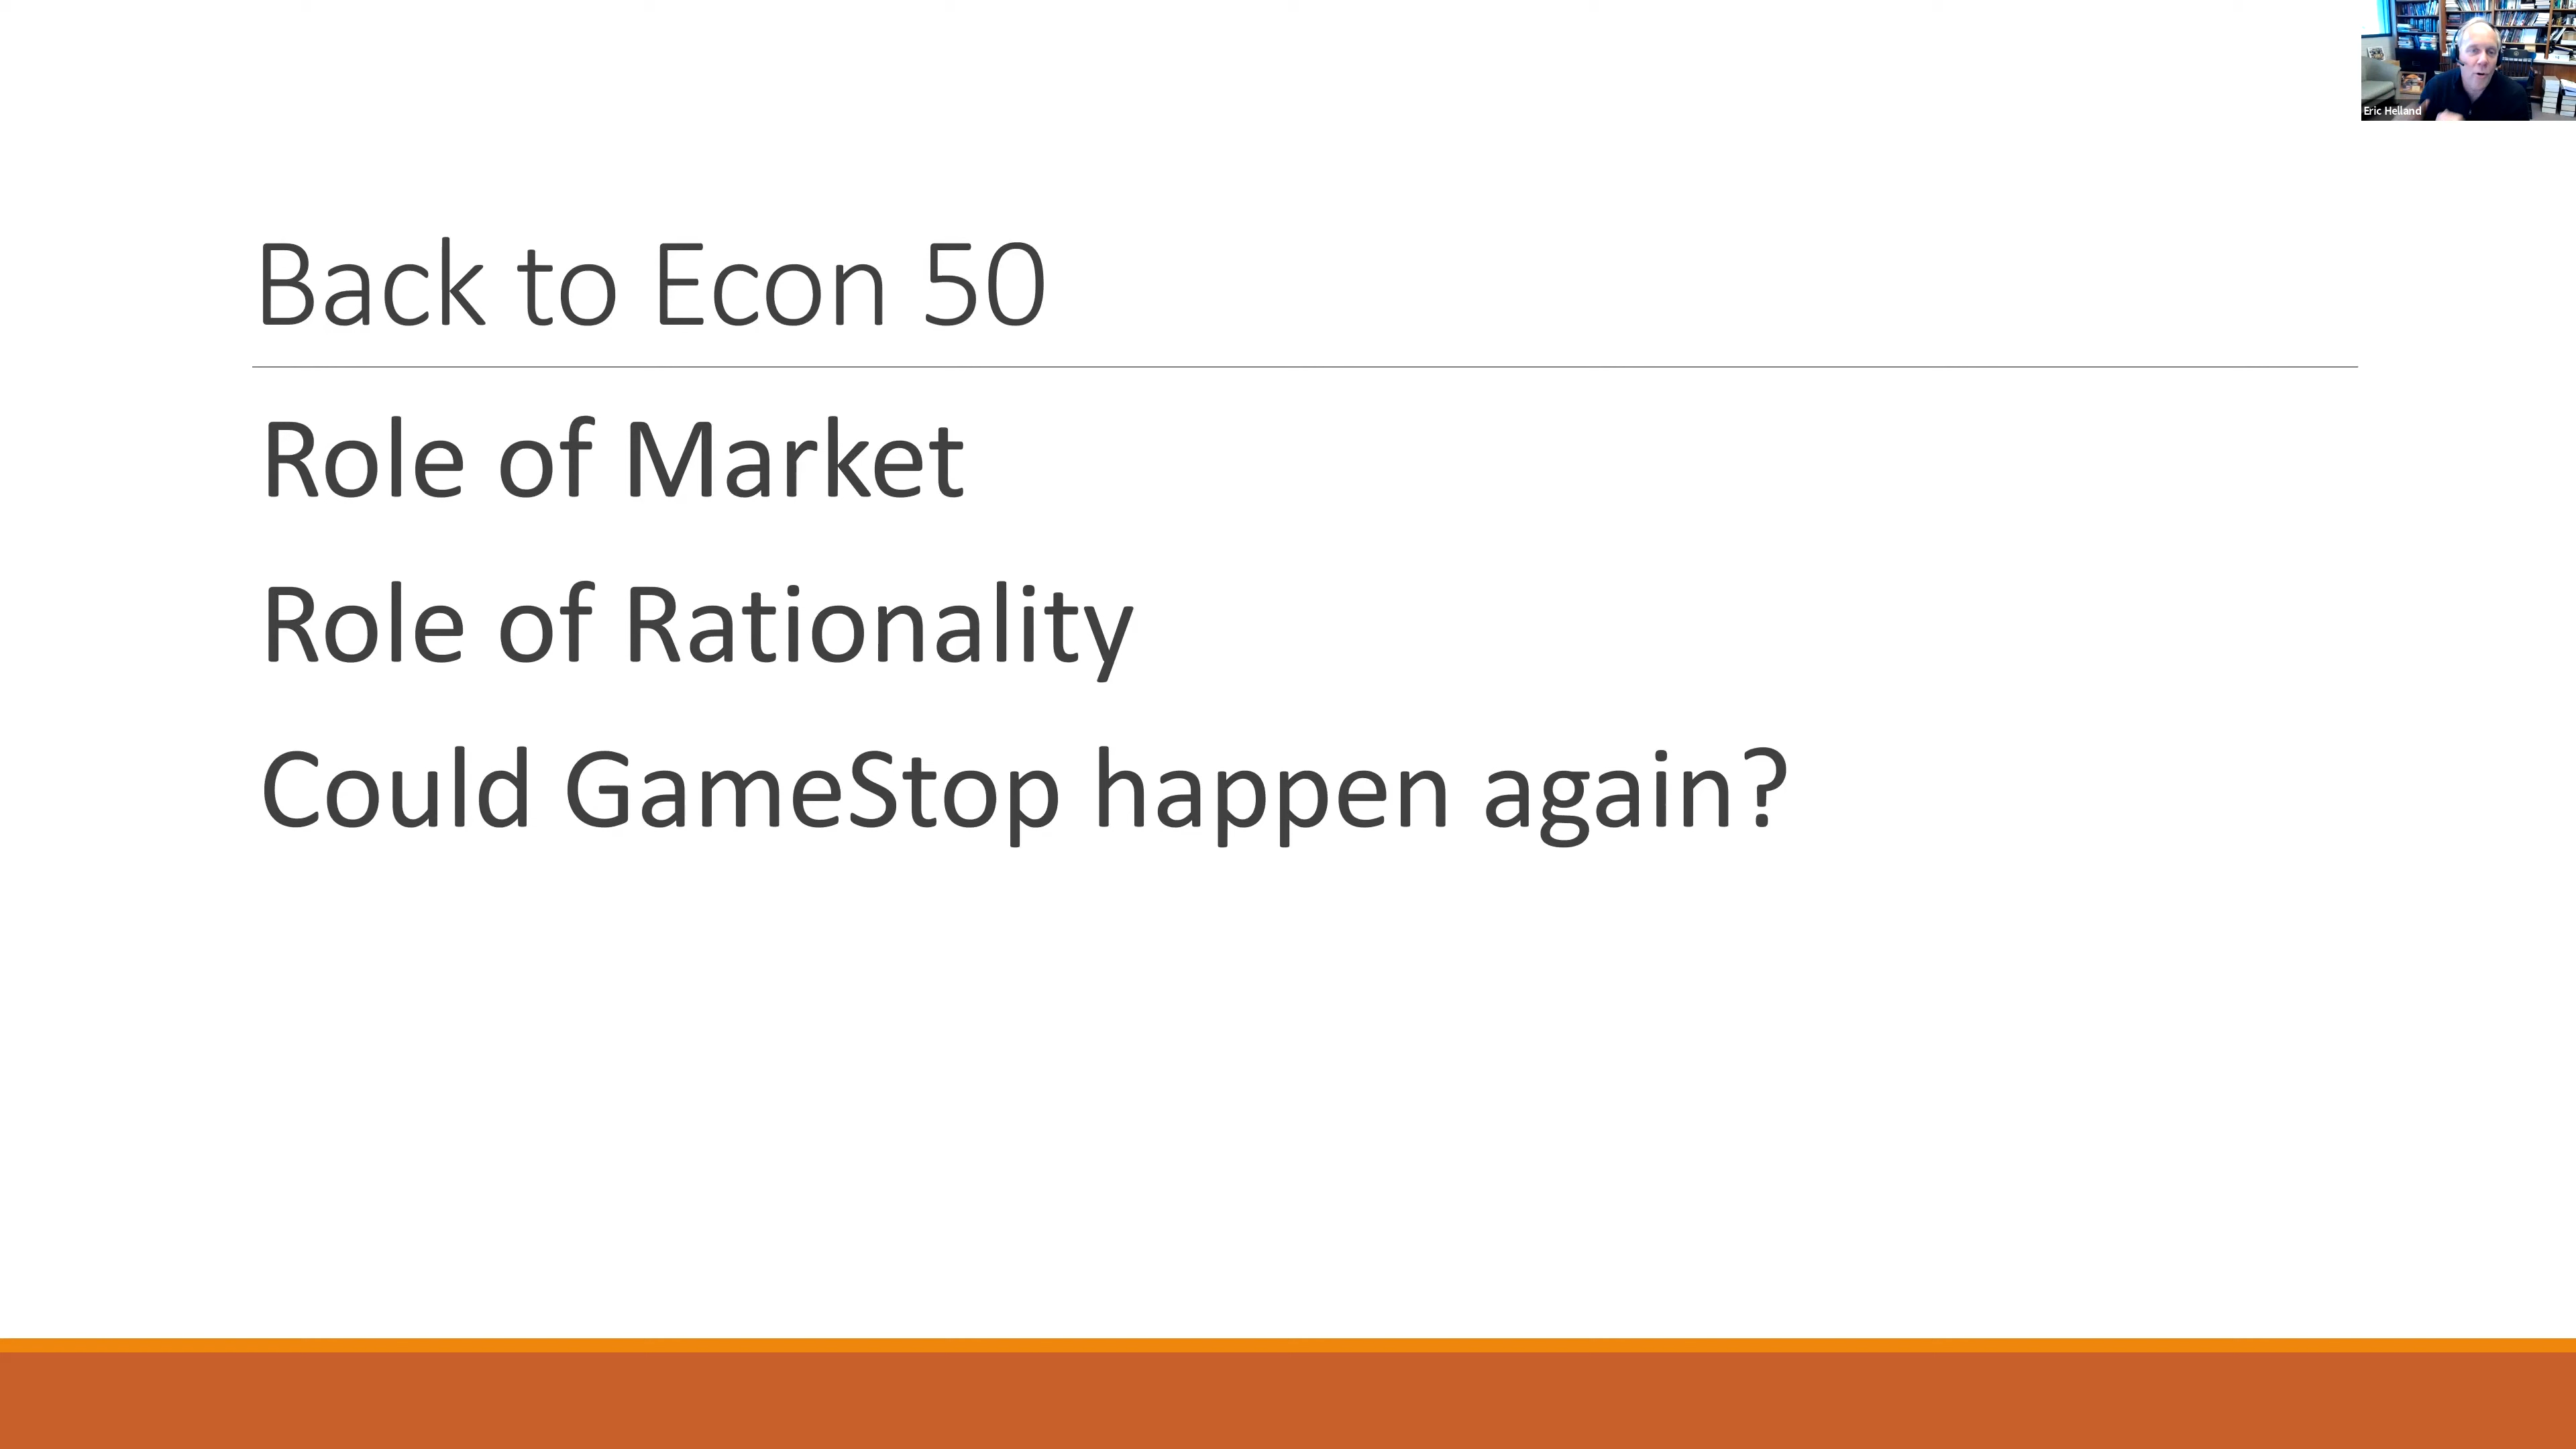 Eric Helland
Back to Econ 50
Role of Market
Role of Rationality
Could GameStop happen again?